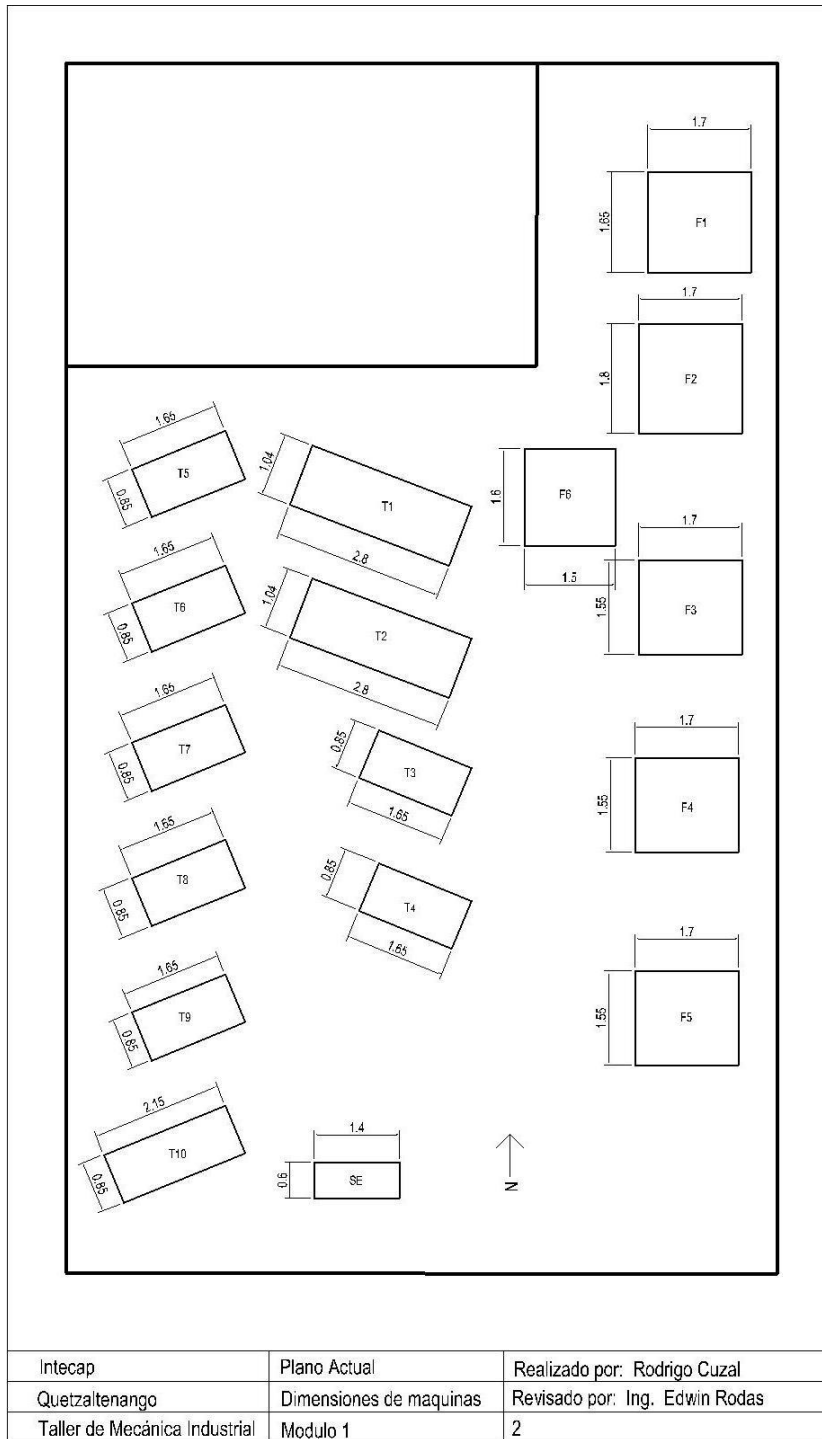 1.7
1.65
F1
1.7
1.8
F2
1.65
0.85
T5
1.04
T1
2.8
1.6
F6
1.5
1.7
1.55
F3
1.65
0.85
T6
1.04
T2
2.8
1.65
0.85
T7
0.85
T3
1.65
1.7
1.55
F4
1.65
0.85
T8
0.85
T4
1.65
1.7
1.55
F5
1.65
0.85
T9
2.15
0.85
T10
1.4
0.6
SE
N
Intecap Plano Actual Realizado por: Rodrigo Cuzal
Quetzaltenango Dimensiones de maquinas Revisado por: Ing. Edwin Rodas
Taller de Mecánica Industrial Modulo 1 2